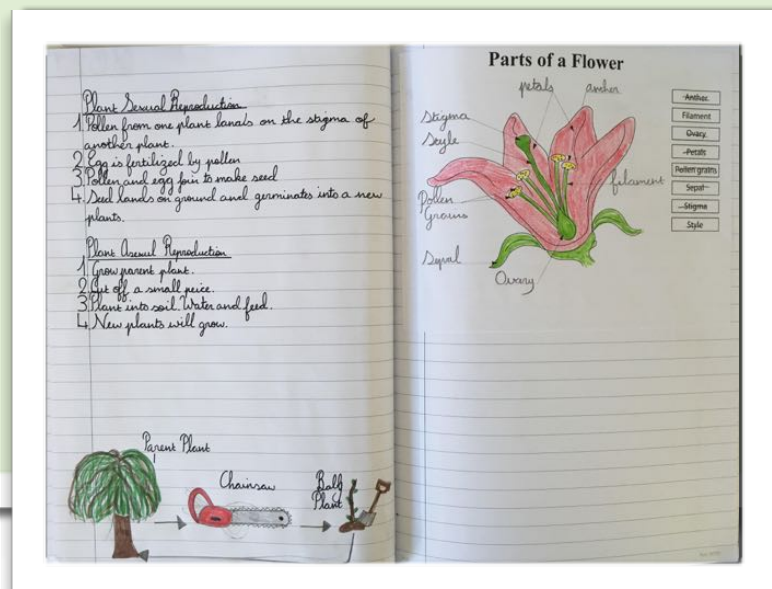 Plant Sexual Reproduction
1. Pollen from one plant lands on the stigma of
another plant.
2. Egg is fertilized by pollen
3. Pollen and egg join to make seed
4. Seed lands on ground and germinates into a new
plants.
Plant Asexual Reproduction
1. Grow parent plant.
2. Cut off a small peice.
3. Plant into soil. Water and feed.
4. New plants will grow.
Parent Plant
Chainsaw
Baby
Plant
Parts of a Flower
petals
anther
Stigma
Style
filament
Pollen
Grains
Sepal
Ovary
Anther
Filament
Ovary
Petals
Pollen grains
Sepal
Stigma
Style